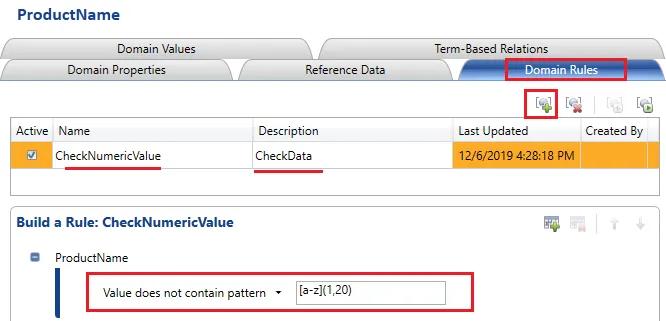 ProductName
Domain Values Term-Based Relations
Domain Properties Reference Data Domain Rules
Active Name Description Last Updated Created By
CheckNumericValue CheckData 12/6/2019 4:28:18 PM
Build a Rule: CheckNumericValue
ProductName
Value does not contain pattern [a-z](1,20)